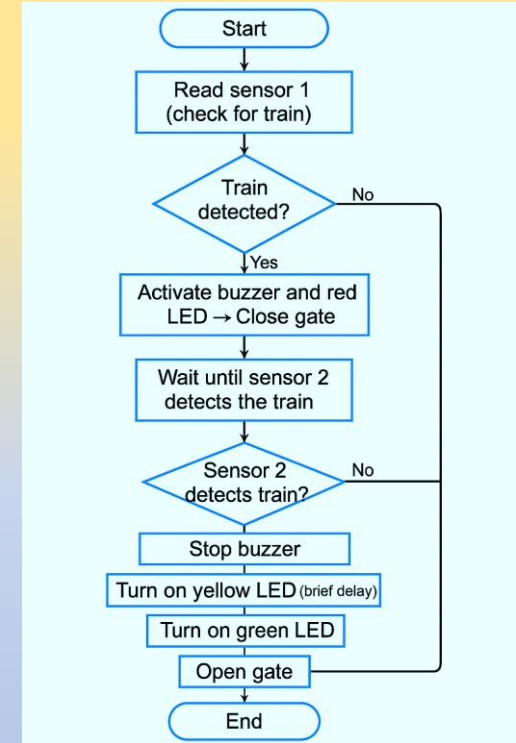 Start
Read sensor 1
(check for train)
Train
detected?
No
Yes
Activate buzzer and red
LED → Close gate
Wait until sensor 2
detects the train
Sensor 2
detects train?
No
Stop buzzer
Turn on yellow LED (brief delay)
Turn on green LED
Open gate
End